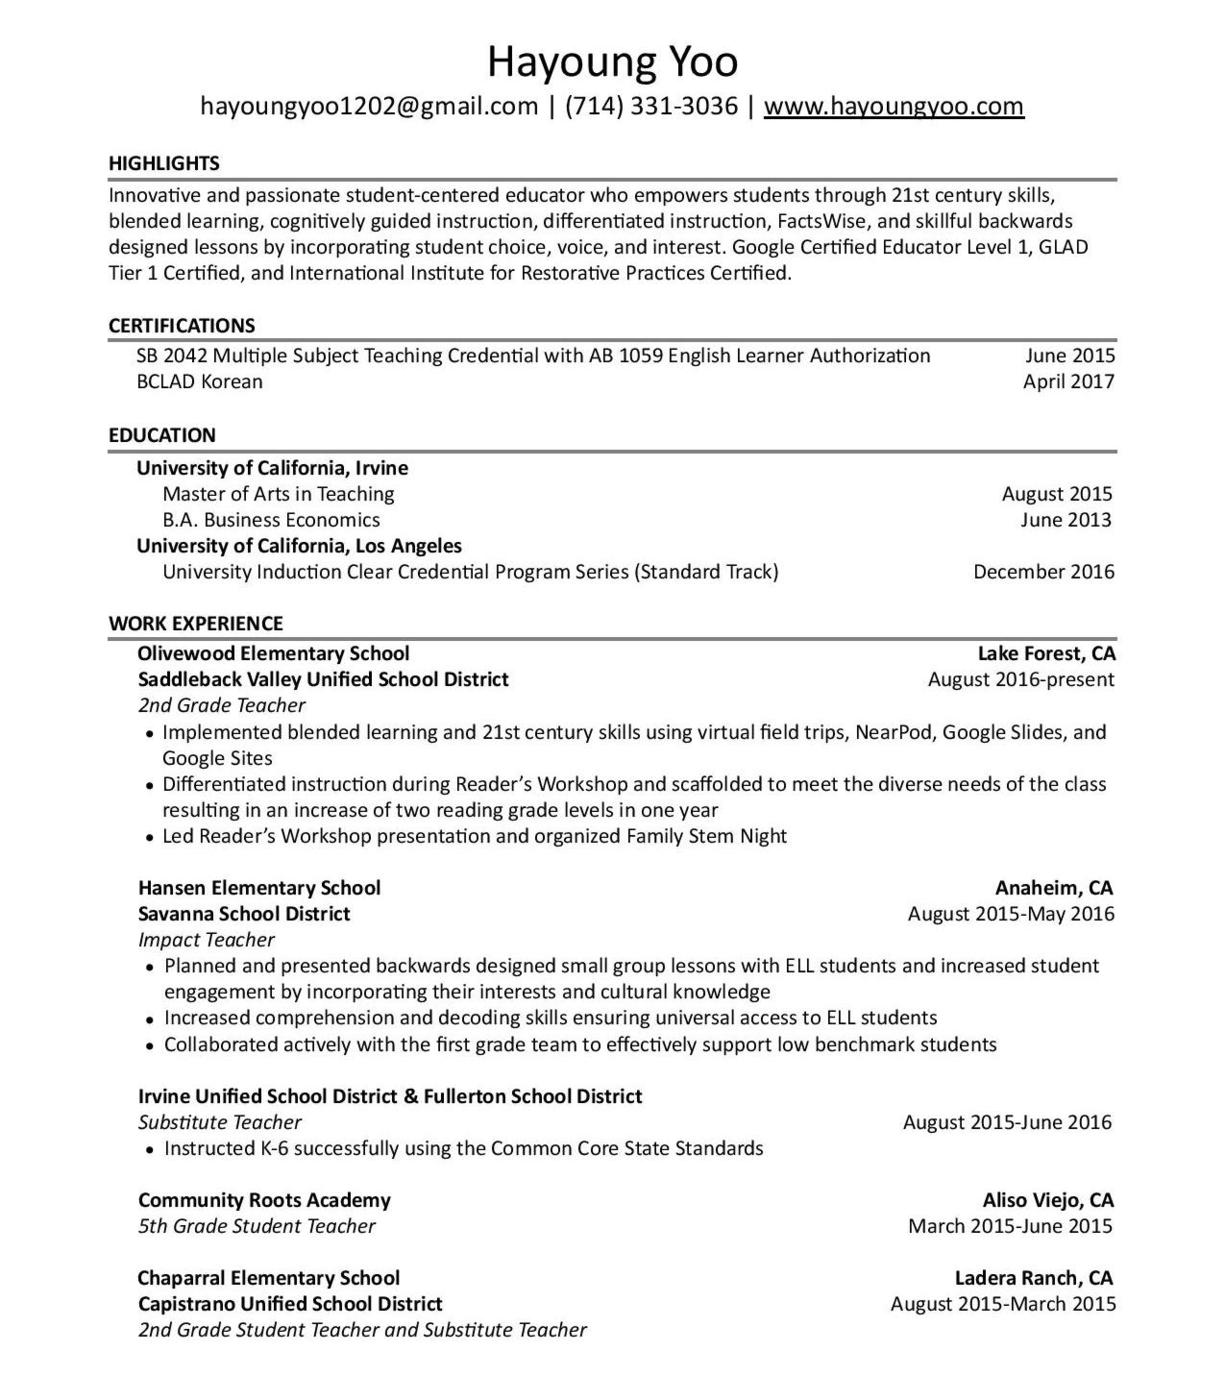 Hayoung Yoo
hayoungyoo1202@gmail.com | (714) 331-3036 | www.hayoungyoo.com
HIGHLIGHTS
Innovative and passionate student-centered educator who empowers students through 21st century skills,
blended learning, cognitively guided instruction, differentiated instruction, FactsWise, and skillful backwards
designed lessons by incorporating student choice, voice, and interest. Google Certified Educator Level 1, GLAD
Tier 1 Certified, and International Institute for Restorative Practices Certified.
CERTIFICATIONS
SB 2042 Multiple Subject Teaching Credential with AB 1059 English Learner Authorization June 2015
BCLAD Korean April 2017
EDUCATION
University of California, Irvine
Master of Arts in Teaching August 2015
B.A. Business Economics June 2013
University of California, Los Angeles
University Induction Clear Credential Program Series (Standard Track) December 2016
WORK EXPERIENCE
Olivewood Elementary School Lake Forest, CA
Saddleback Valley Unified School District August 2016-present
2nd Grade Teacher
• Implemented blended learning and 21st century skills using virtual field trips, NearPod, Google Slides, and
Google Sites
• Differentiated instruction during Reader’s Workshop and scaffolded to meet the diverse needs of the class
resulting in an increase of two reading grade levels in one year
• Led Reader’s Workshop presentation and organized Family Stem Night
Hansen Elementary School Anaheim, CA
Savanna School District August 2015-May 2016
Impact Teacher
• Planned and presented backwards designed small group lessons with ELL students and increased student
engagement by incorporating their interests and cultural knowledge
• Increased comprehension and decoding skills ensuring universal access to ELL students
• Collaborated actively with the first grade team to effectively support low benchmark students
Irvine Unified School District & Fullerton School District
Substitute Teacher August 2015-June 2016
• Instructed K-6 successfully using the Common Core State Standards
Community Roots Academy Aliso Viejo, CA
5th Grade Student Teacher March 2015-June 2015
Chaparral Elementary School Ladera Ranch, CA
Capistrano Unified School District August 2015-March 2015
2nd Grade Student Teacher and Substitute Teacher